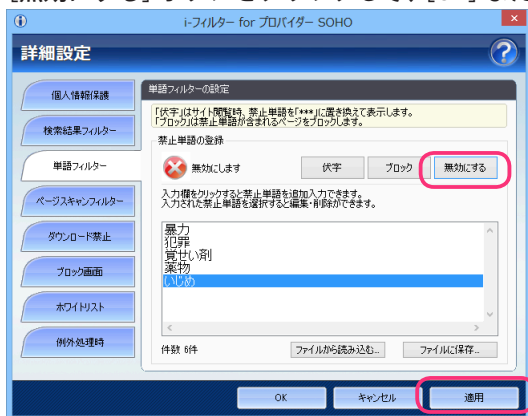 i-フィルター for プロバイダー SOHO
詳細設定
個人情報保護
検索結果フィルター
単語フィルター
ページスキャンフィルター
ダウンロード禁止
ブロック画面
ホワイトリスト
例外処理時
単語フィルターの設定
「伏字」はサイト閲覧時、禁止単語を「***」に置き換えて表示します。
「ブロック」は禁止単語が含まれるページをブロックします。
禁止単語の登録
無効にします
伏字
ブロック
無効にする
入力欄をクリックすると禁止単語を追加入力できます。
入力された禁止単語を選択すると編集・削除ができます。
暴力
犯罪
覚せい剤
薬物
いじめ
件数 6件
ファイルから読み込む...
ファイルに保存...
OK
キャンセル
適用